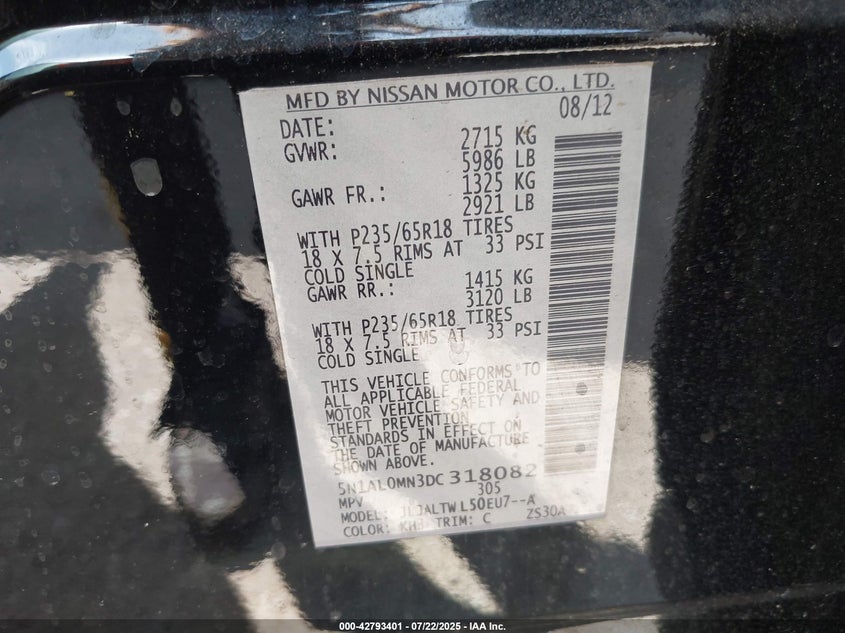 MFD BY NISSAN MOTOR CO., LTD.
DATE: 08/12
GVWR: 2715 KG
5986 LB
GAWR FR.: 1325 KG
2921 LB
WITH P235/65R18 TIRES
18 X 7.5 RIMS AT 33 PSI
COLD SINGLE
GAWR RR.: 1415 KG
3120 LB
WITH P235/65R18 TIRES
18 X 7.5 RIMS AT 33 PSI
COLD SINGLE
THIS VEHICLE CONFORMS TO
ALL APPLICABLE FEDERAL
MOTOR VEHICLE SAFETY AND
THEFT PREVENTION
STANDARDS IN EFFECT ON
THE DATE OF MANUFACTURE
SHOWN ABOVE.
5N1AL0MN3DC318082
MPV 305
MODEL: JLJALTWL50EU7--A
COLOR: KH3 TRIM: C ZS30A
000-42793401 - 07/22/2025 - IAA Inc.